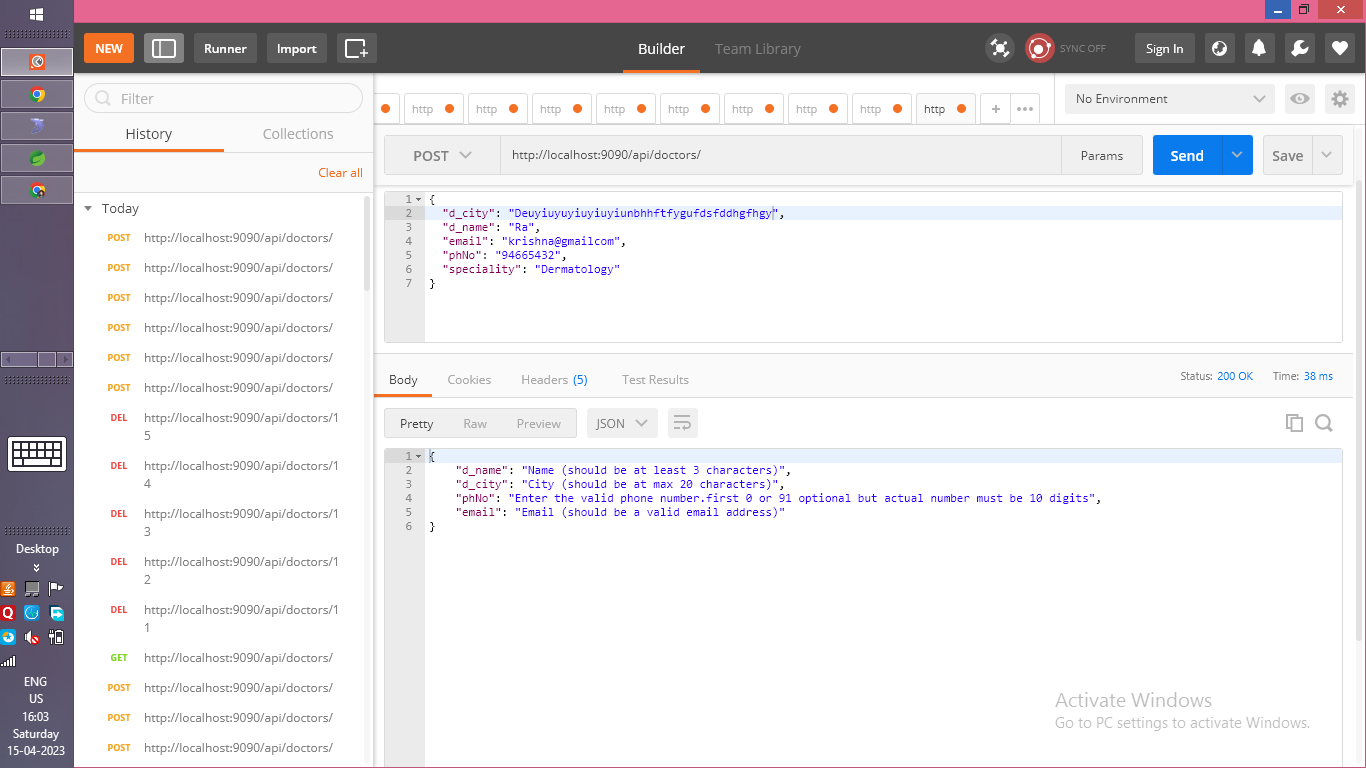 NEW
Runner
Import
Builder
Team Library
SYNC OFF
Sign In
Filter
History
Collections
Clear all
Today
POST http://localhost:9090/api/doctors/
POST http://localhost:9090/api/doctors/
POST http://localhost:9090/api/doctors/
POST http://localhost:9090/api/doctors/
POST http://localhost:9090/api/doctors/
POST http://localhost:9090/api/doctors/
DEL http://localhost:9090/api/doctors/1
5
DEL http://localhost:9090/api/doctors/1
4
DEL http://localhost:9090/api/doctors/1
3
DEL http://localhost:9090/api/doctors/1
2
DEL http://localhost:9090/api/doctors/1
1
GET http://localhost:9090/api/doctors/
POST http://localhost:9090/api/doctors/
POST http://localhost:9090/api/doctors/
POST http://localhost:9090/api/doctors/
http http http http http http http http http + •••
No Environment
POST
http://localhost:9090/api/doctors/
Params
Send
Save
1 {
2 "d_city": "Deuyiuyuyiuyiuyiunbhhftfygufdsfddhgfhgy",
3 "d_name": "Ra",
4 "email": "krishna@gmailcom",
5 "phNo": "94665432",
6 "speciality": "Dermatology"
7 }
Body
Cookies
Headers (5)
Test Results
Status: 200 OK
Time: 38 ms
Pretty
Raw
Preview
JSON
1 {
2 "d_name": "Name (should be at least 3 characters)",
3 "d_city": "City (should be at max 20 characters)",
4 "phNo": "Enter the valid phone number.first 0 or 91 optional but actual number must be 10 digits",
5 "email": "Email (should be a valid email address)"
6 }
Activate Windows
Go to PC settings to activate Windows.
Desktop
Q
ENG
US
16:03
Saturday
15-04-2023